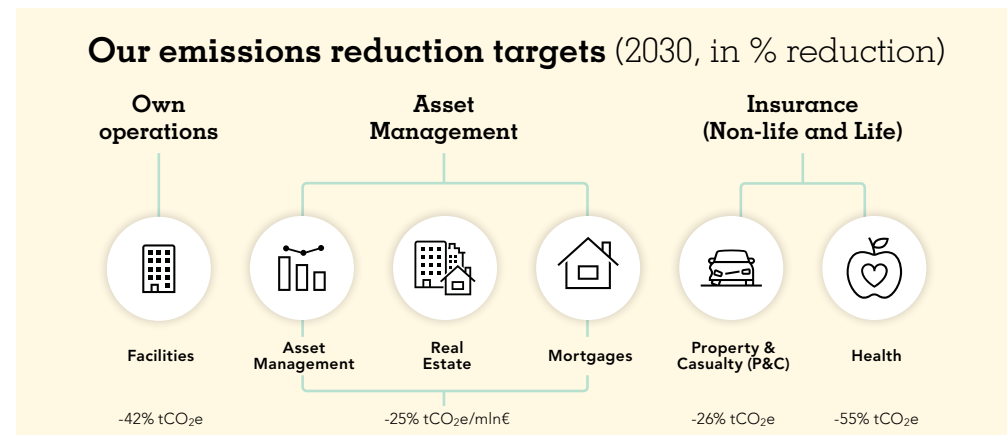 Our emissions reduction targets (2030, in % reduction)
Own
operations
Asset
Management
Insurance
(Non-life and Life)
Facilities
Asset
Management
Real
Estate
Mortgages
Property &
Casualty (P&C)
Health
-42% tCO₂e
-25% tCO₂e/mln€
-26% tCO₂e
-55% tCO₂e